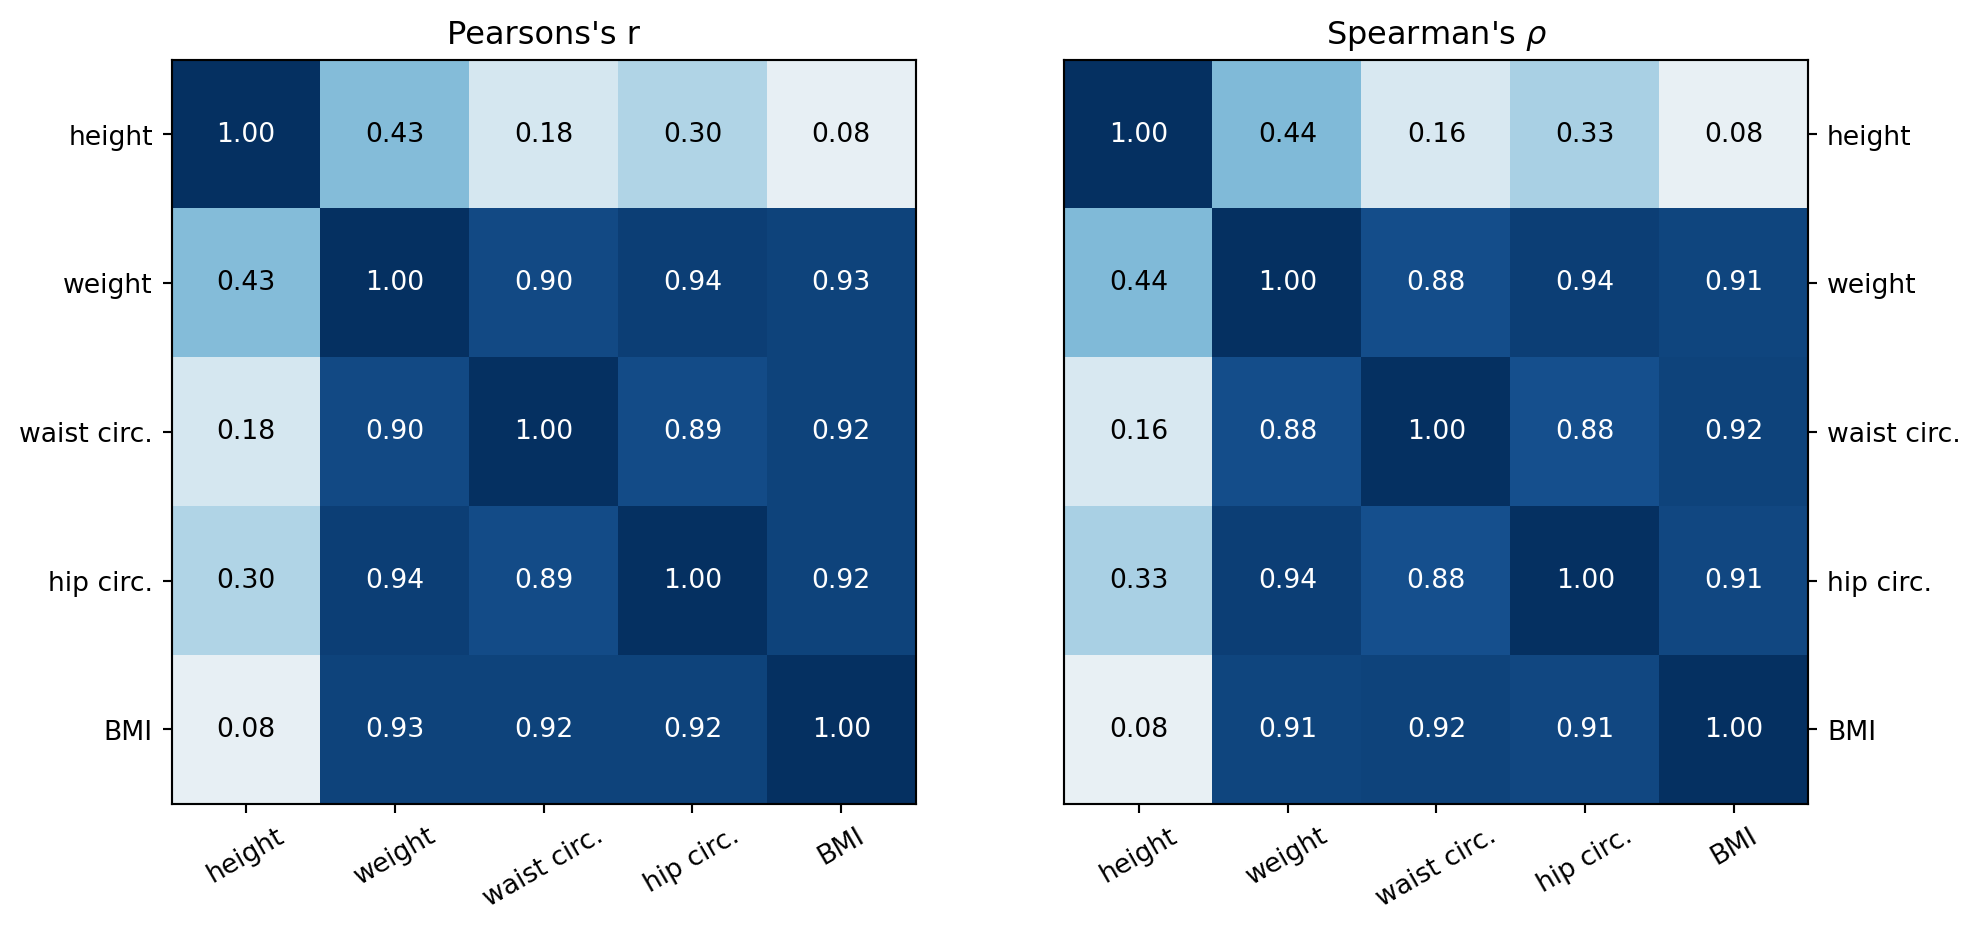 Pearsons's r
height 1.00 0.43 0.18 0.30 0.08
weight 0.43 1.00 0.90 0.94 0.93
waist circ. 0.18 0.90 1.00 0.89 0.92
hip circ. 0.30 0.94 0.89 1.00 0.92
BMI 0.08 0.93 0.92 0.92 1.00
height weight waist circ. hip circ. BMI
Spearman's ρ
1.00 0.44 0.16 0.33 0.08 height
0.44 1.00 0.88 0.94 0.91 weight
0.16 0.88 1.00 0.88 0.92 waist circ.
0.33 0.94 0.88 1.00 0.91 hip circ.
0.08 0.91 0.92 0.91 1.00 BMI
height weight waist circ. hip circ. BMI